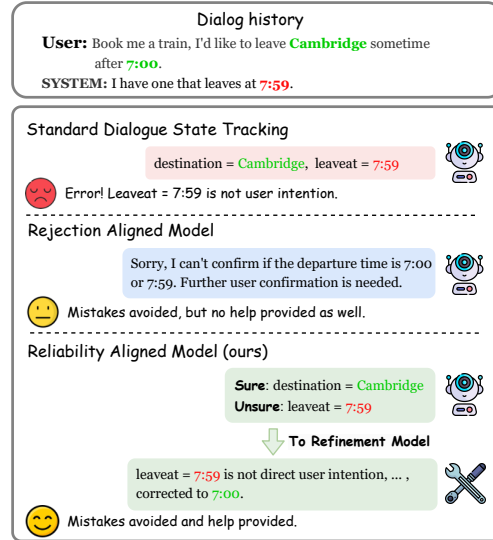 Dialog history
User: Book me a train, I'd like to leave Cambridge sometime
after 7:00.
SYSTEM: I have one that leaves at 7:59.
Standard Dialogue State Tracking
destination = Cambridge, leaveat = 7:59
Error! Leaveat = 7:59 is not user intention.
Rejection Aligned Model
Sorry, I can't confirm if the departure time is 7:00
or 7:59. Further user confirmation is needed.
Mistakes avoided, but no help provided as well.
Reliability Aligned Model (ours)
Sure: destination = Cambridge
Unsure: leaveat = 7:59
To Refinement Model
leaveat = 7:59 is not direct user intention, ... ,
corrected to 7:00.
Mistakes avoided and help provided.